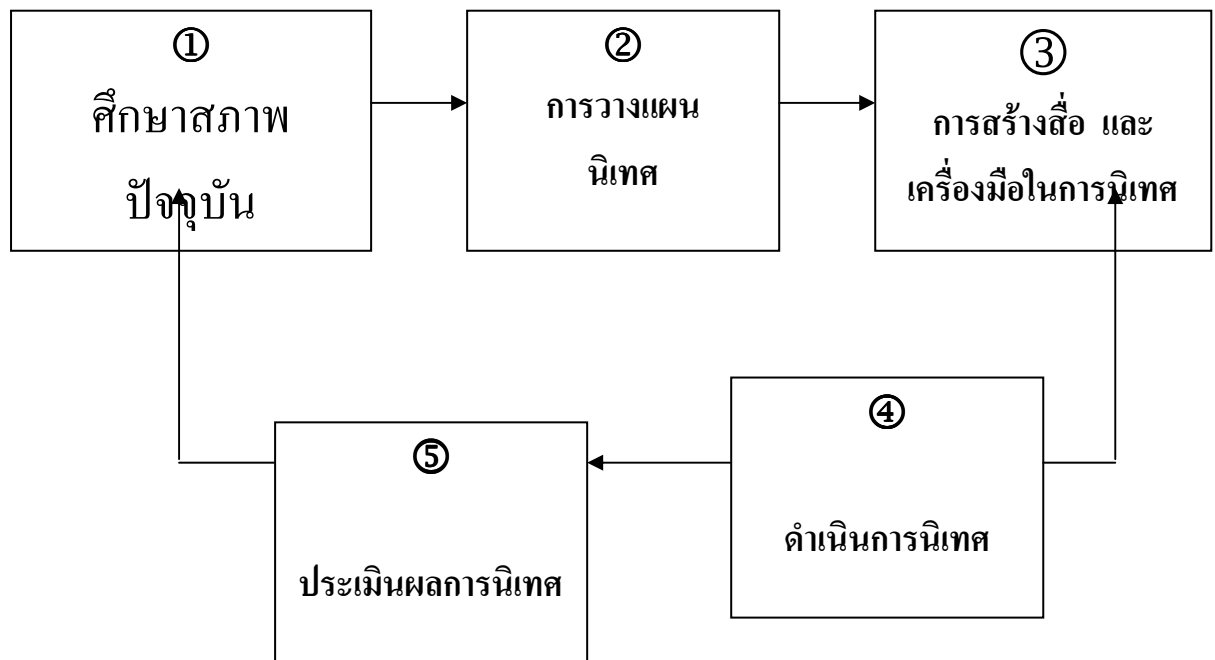 ①
ศึกษาสภาพ
ปัจจุบัน
②
การวางแผน
นิเทศ
③
การสร้างสื่อ และ
เครื่องมือในการนิเทศ
④
ดำเนินการนิเทศ
⑤
ประเมินผลการนิเทศ